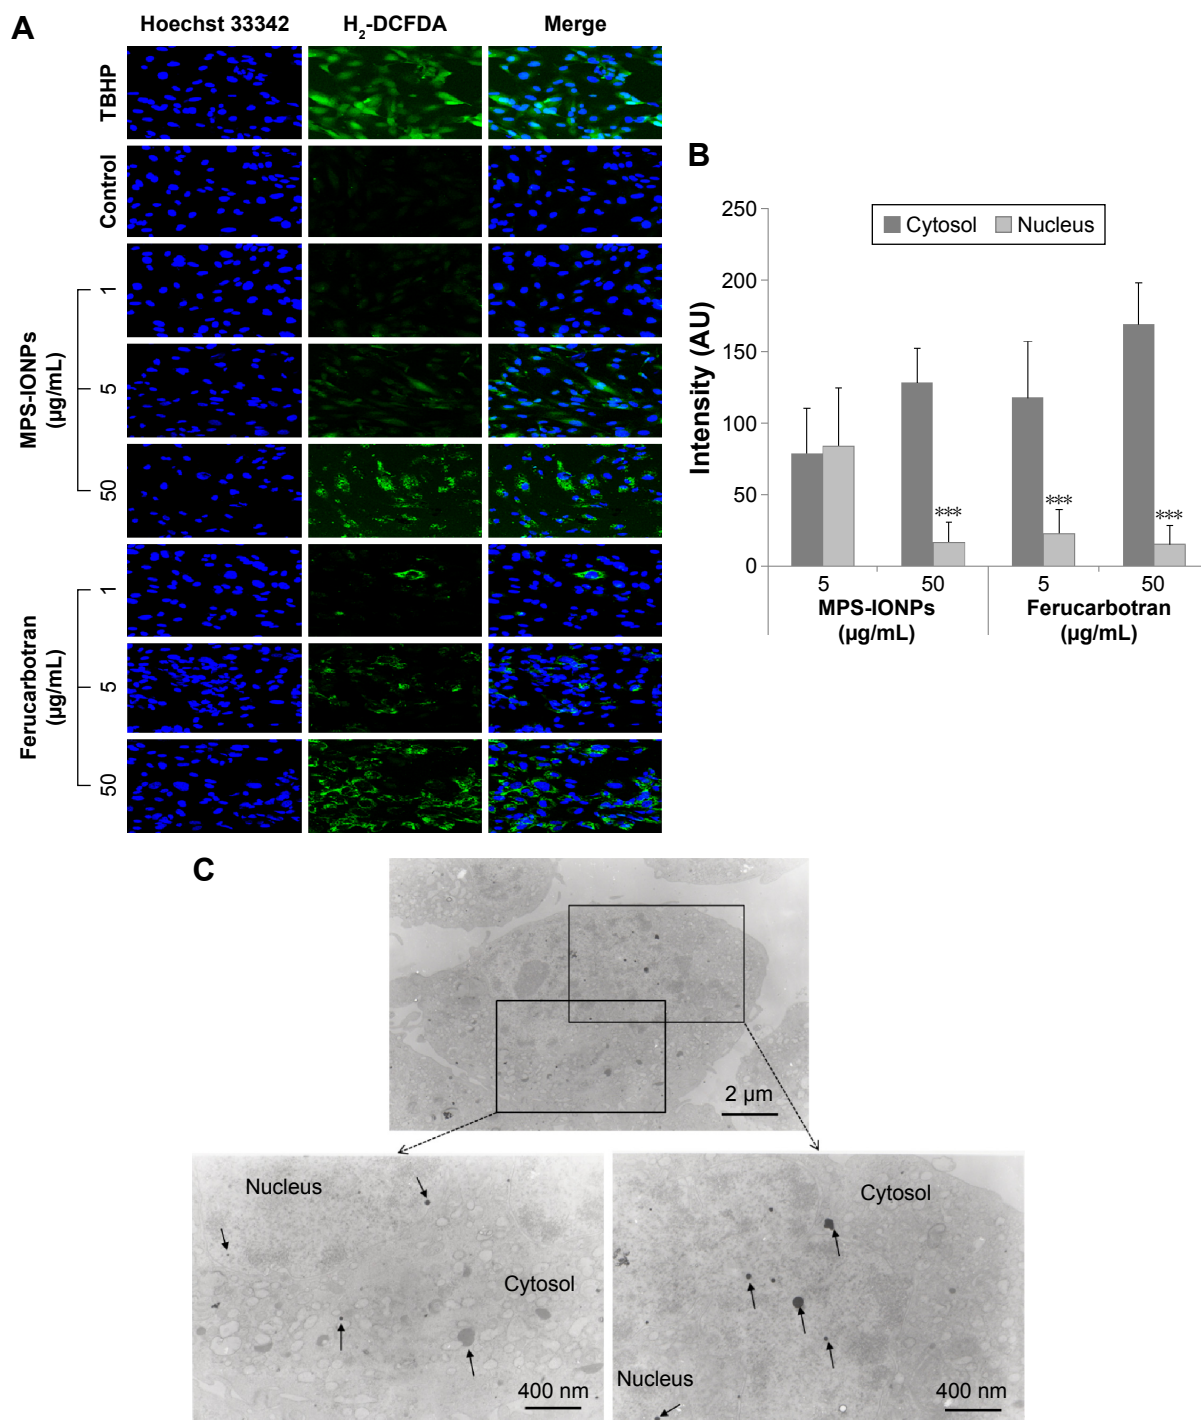 A
Hoechst 33342
H2-DCFDA
Merge
TBHP
Control
MPS-IONPs
(µg/mL)
1
5
50
Ferucarbotran
(µg/mL)
1
5
50
B
Intensity (AU)
250
200
150
100
50
0
Cytosol
Nucleus
***
***
***
5
50
5
50
MPS-IONPs
(µg/mL)
Ferucarbotran
(µg/mL)
C
2 µm
Nucleus
Cytosol
400 nm
Cytosol
Nucleus
400 nm